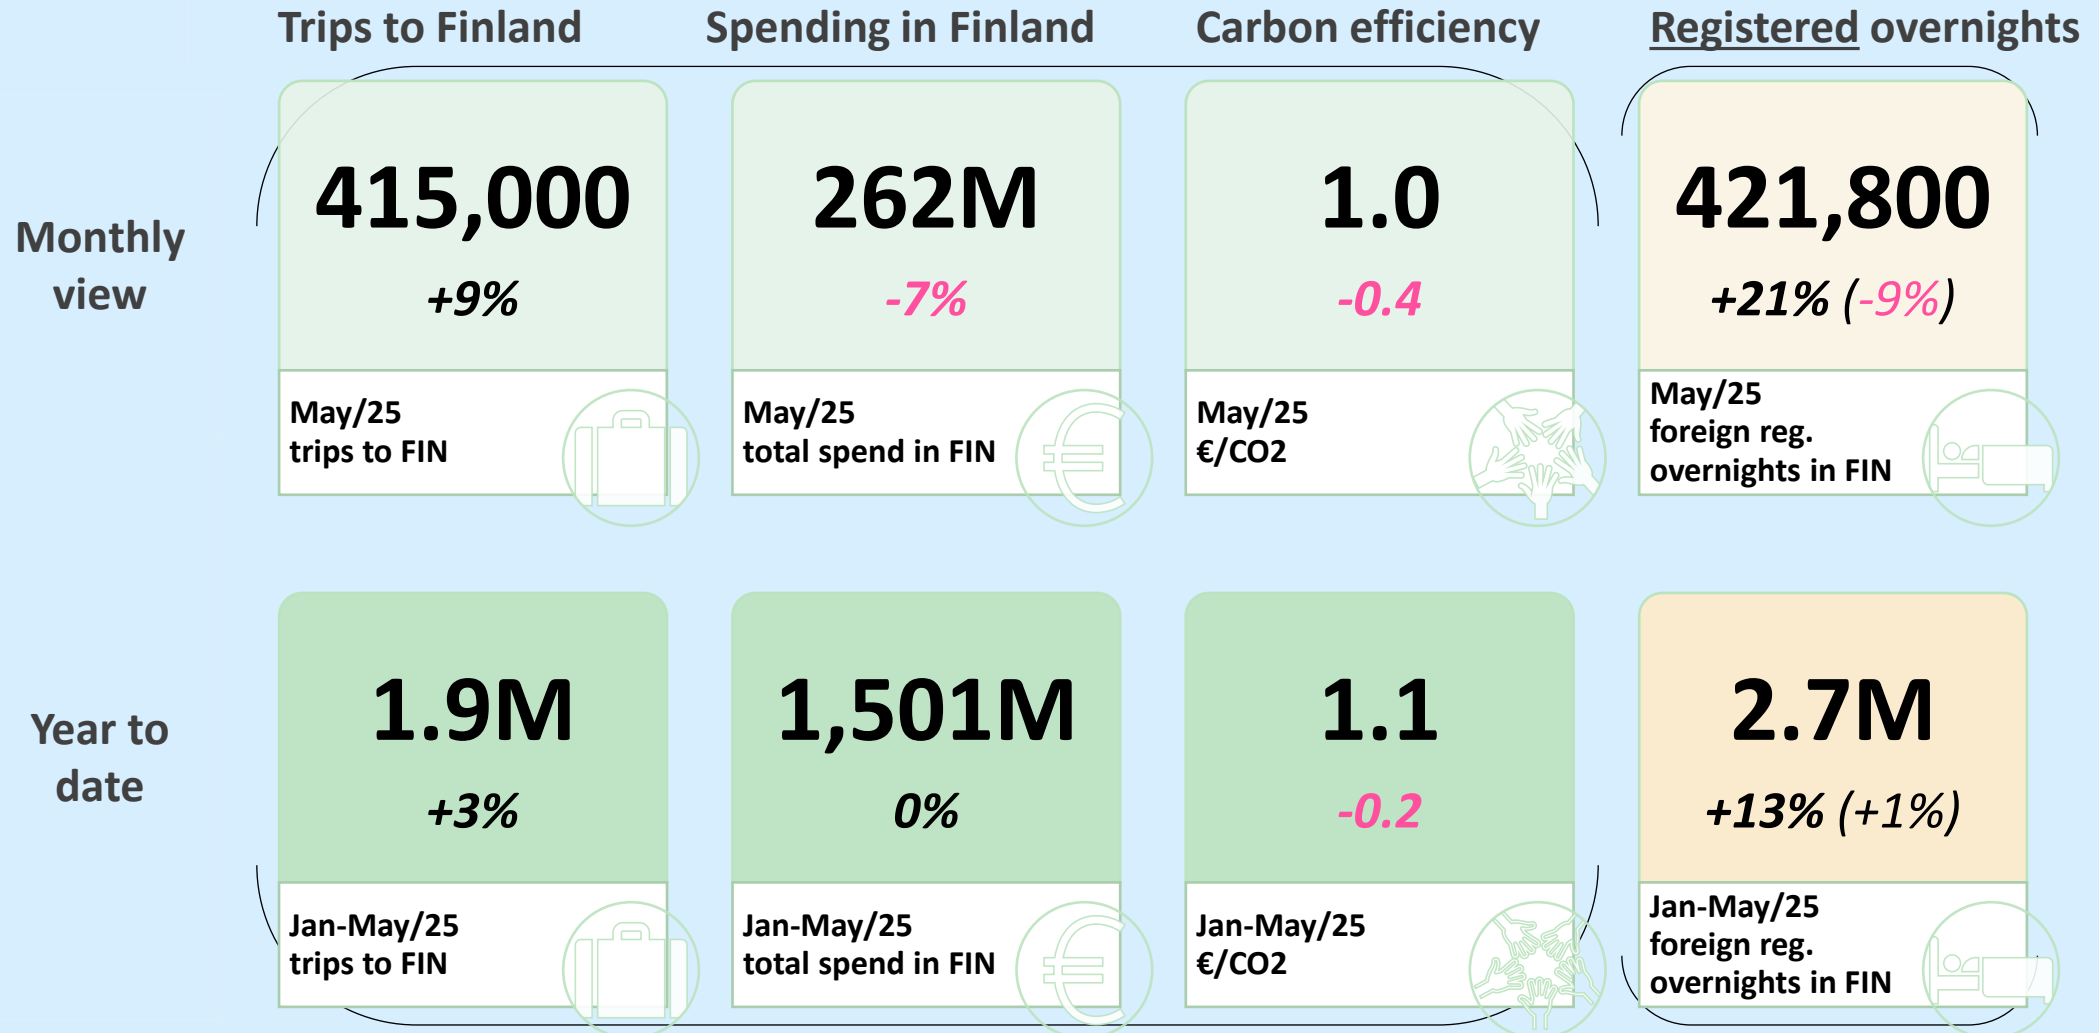 Trips to Finland
Spending in Finland
Carbon efficiency
Registered overnights
Monthly
view
415,000
+9%
May/25
trips to FIN
262M
-7%
May/25
total spend in FIN
1.0
-0.4
May/25
€/CO2
421,800
+21% (-9%)
May/25
foreign reg.
overnights in FIN
Year to
date
1.9M
+3%
Jan-May/25
trips to FIN
1,501M
0%
Jan-May/25
total spend in FIN
1.1
-0.2
Jan-May/25
€/CO2
2.7M
+13% (+1%)
Jan-May/25
foreign reg.
overnights in FIN